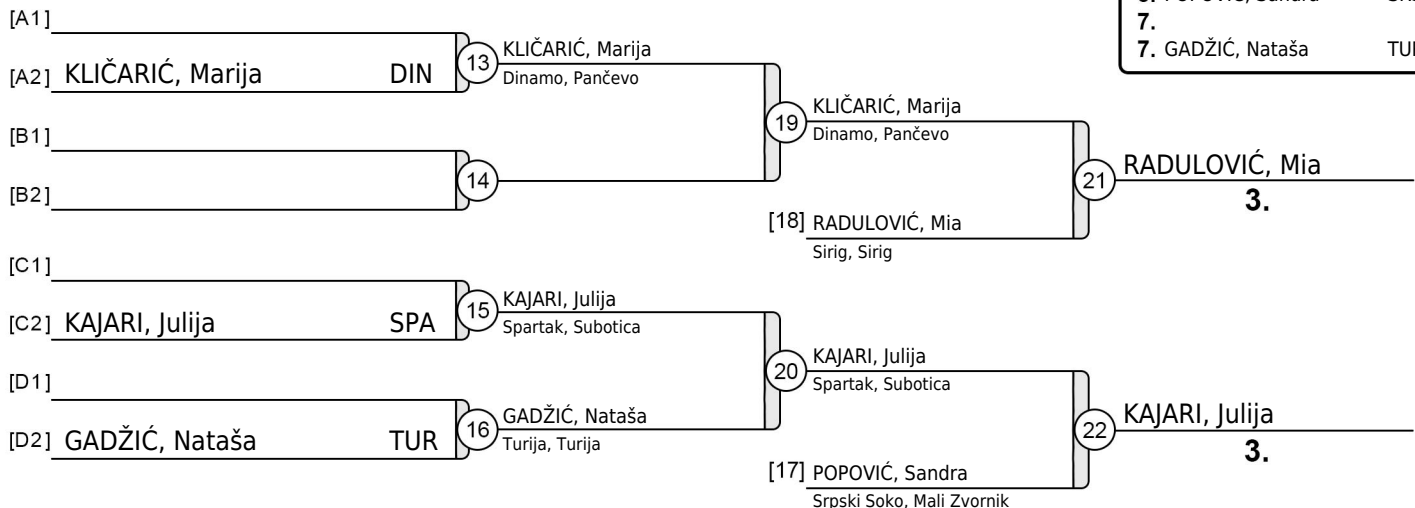 7.
7. GADŽIĆ, Nataša
[A1]
[A2] KLIČARIĆ, Marija DIN
13
KLIČARIĆ, Marija
Dinamo, Pančevo
[B1]
[B2]
14
19
KLIČARIĆ, Marija
Dinamo, Pančevo
[18] RADULOVIĆ, Mia
Sirig, Sirig
21
RADULOVIĆ, Mia
3.
[C1]
[C2] KAJARI, Julija SPA
15
KAJARI, Julija
Spartak, Subotica
[D1]
[D2] GADŽIĆ, Nataša TUR
16
GADŽIĆ, Nataša
Turija, Turija
20
KAJARI, Julija
Spartak, Subotica
[17] POPOVIĆ, Sandra
Srpski Soko, Mali Zvornik
22
KAJARI, Julija
3.